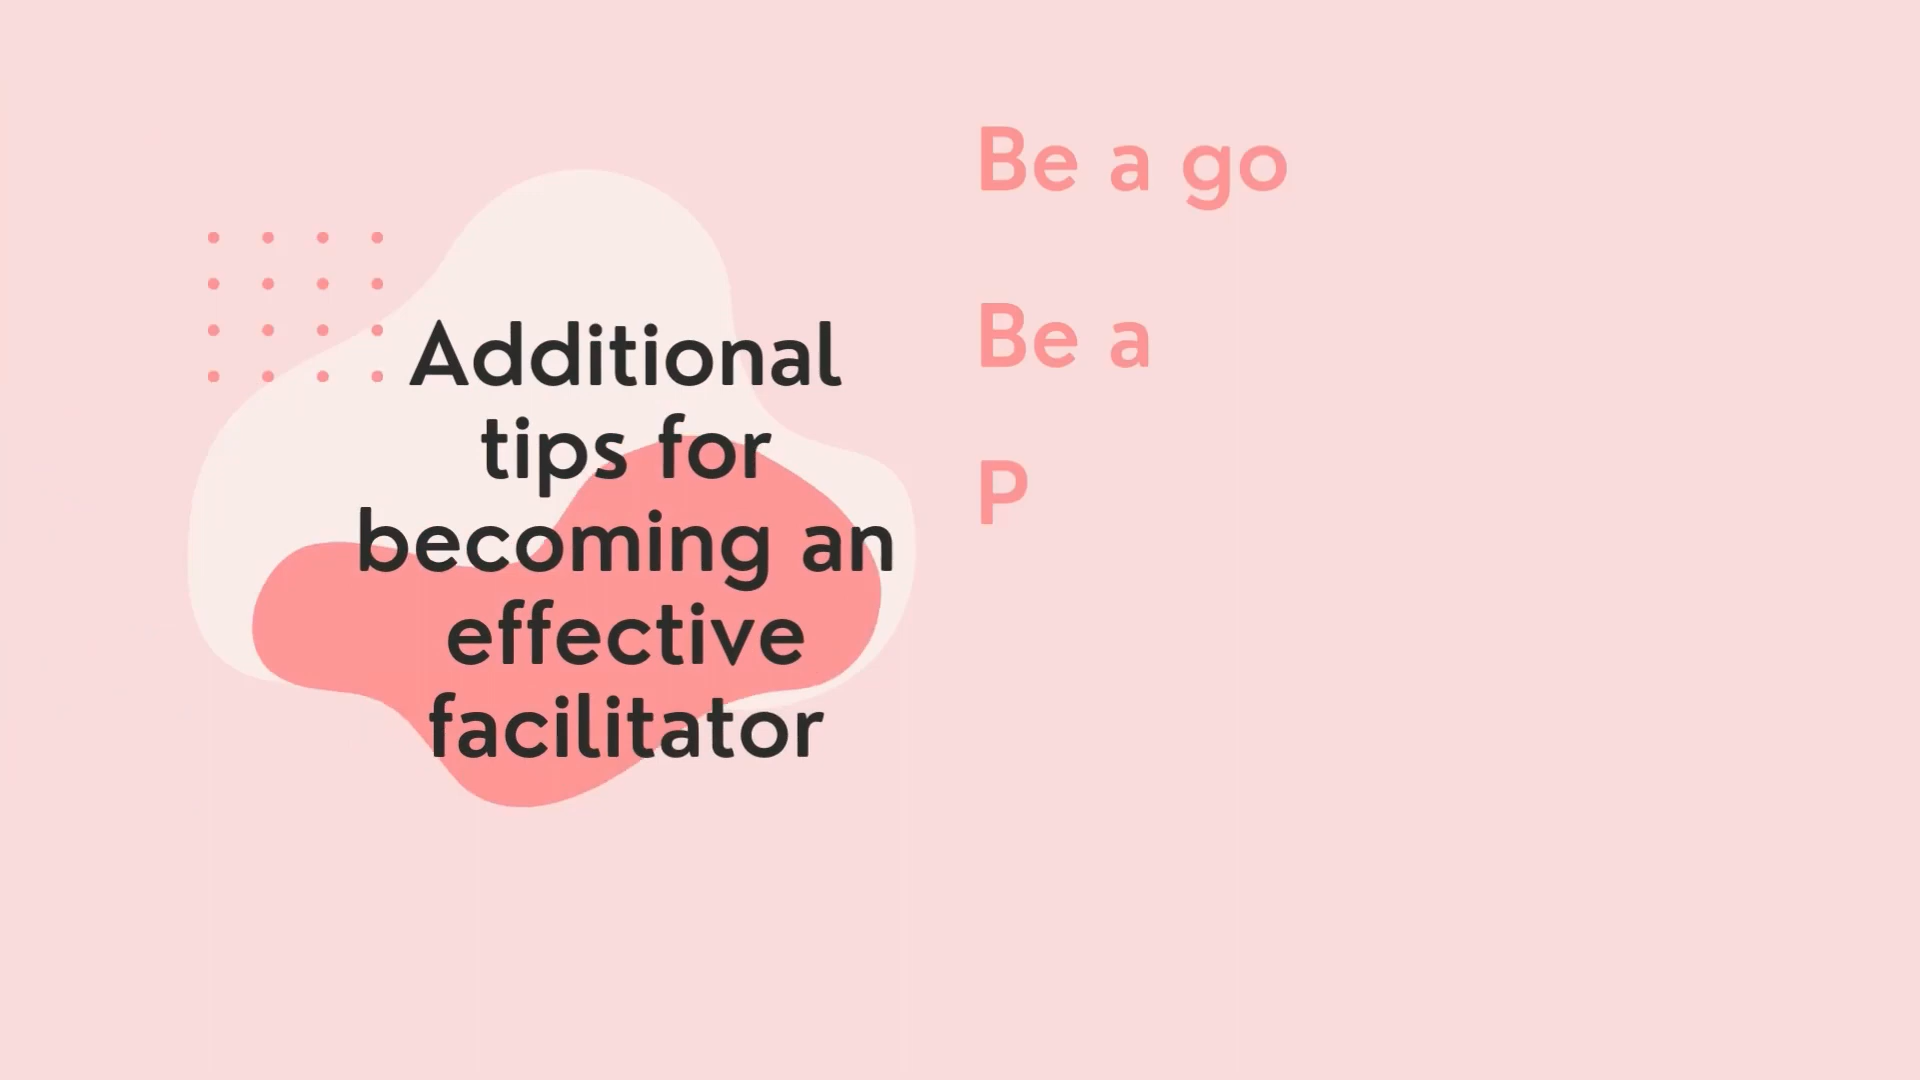 Additional
tips for
becoming an
effective
facilitator
Be a go
Be a
P